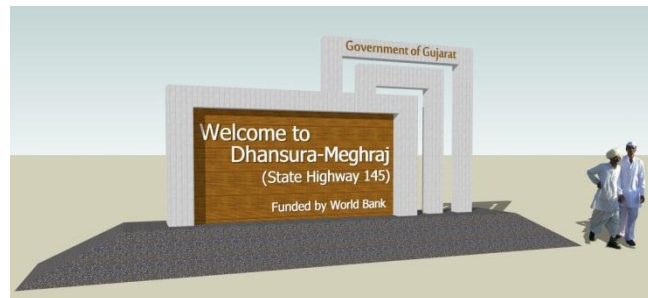 Government of Gujarat
Welcome to
Dhansura-Meghraj
(State Highway 145)
Funded by World Bank